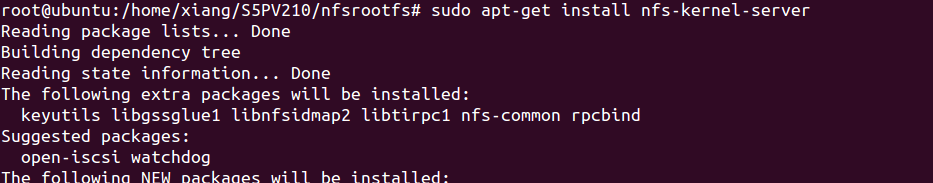 root@ubuntu:/home/xiang/S5PV210/nfsrootfs# sudo apt-get install nfs-kernel-server
Reading package lists... Done
Building dependency tree
Reading state information... Done
The following extra packages will be installed:
  keyutils libgssglue1 libnfsidmap2 libtirpc1 nfs-common rpcbind
Suggested packages:
  open-iscsi watchdog
The following NEW packages will be installed: